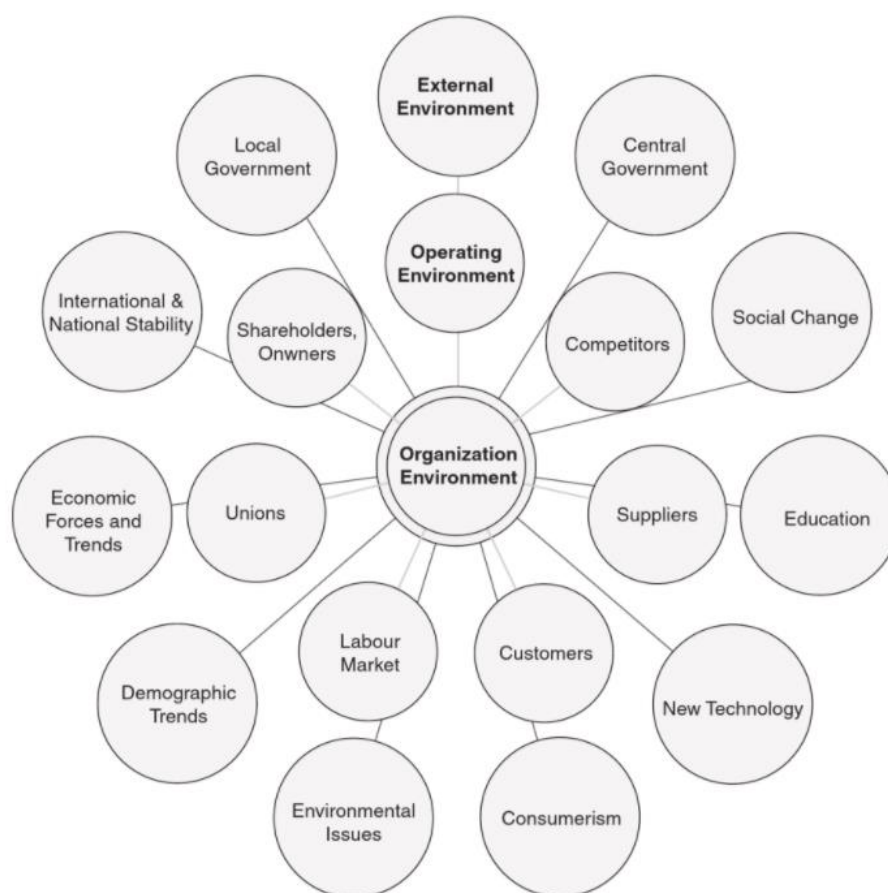 External
Environment
Local
Government
Central
Government
Operating
Environment
International &
National Stability
Shareholders,
Onwners
Competitors
Social Change
Organization
Environment
Economic
Forces and
Trends
Unions
Suppliers
Education
Labour
Market
Customers
Demographic
Trends
New Technology
Environmental
Issues
Consumerism